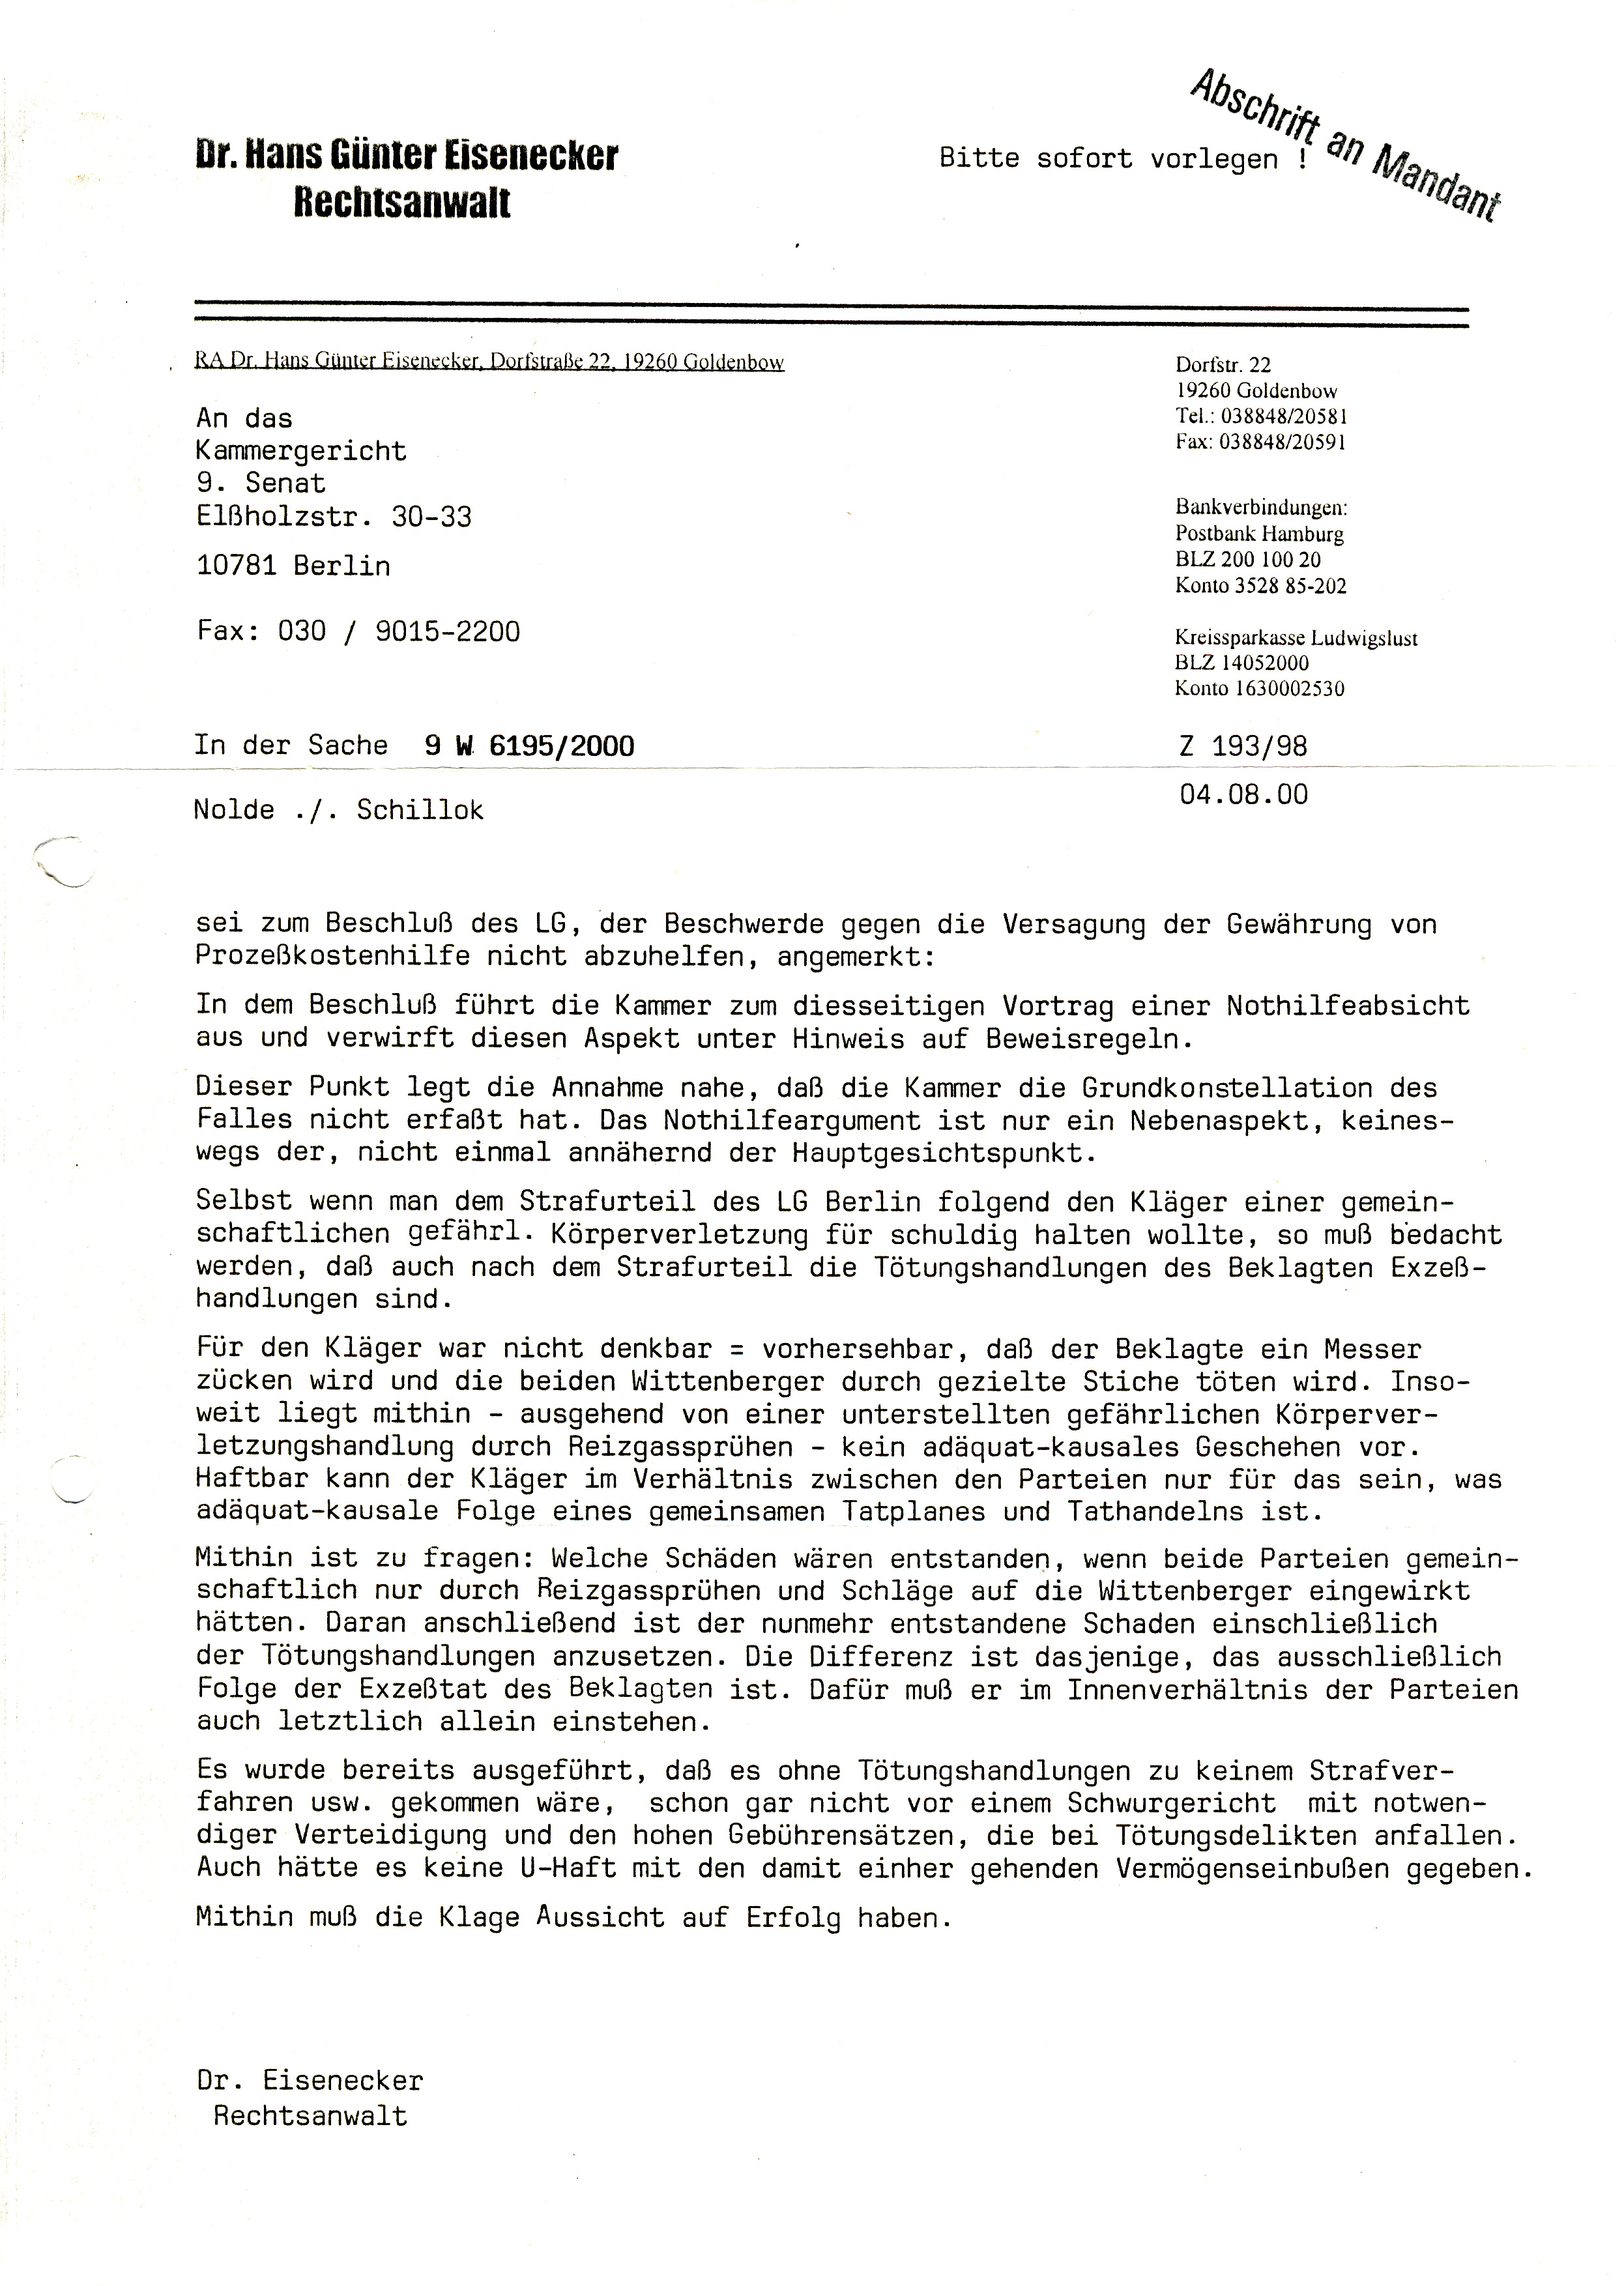 Abschrift an Mandant
Dr. Hans Günter Eisenecker
Rechtsanwalt
Bitte sofort vorlegen !
RA Dr. Hans Günter Eisenecker, Dorfstraße 22, 19260 Goldenbow
An das
Kammergericht
9. Senat
Elßholzstr. 30-33
10781 Berlin
Fax: 030 / 9015-2200
Dorfstr. 22
19260 Goldenbow
Tel.: 038848/20581
Fax: 038848/20591
Bankverbindungen:
Postbank Hamburg
BLZ 200 100 20
Konto 3528 85-202
Kreissparkasse Ludwigslust
BLZ 14052000
Konto 1630002530
In der Sache 9 W 6195/2000
Z 193/98
04.08.00
Nolde ./. Schillok
sei zum Beschluß des LG, der Beschwerde gegen die Versagung der Gewährung von
Prozeßkostenhilfe nicht abzuhelfen, angemerkt:
In dem Beschluß führt die Kammer zum diesseitigen Vortrag einer Nothilfeabsicht
aus und verwirft diesen Aspekt unter Hinweis auf Beweisregeln.
Dieser Punkt legt die Annahme nahe, daß die Kammer die Grundkonstellation des
Falles nicht erfaßt hat. Das Nothilfeargument ist nur ein Nebenaspekt, keines-
wegs der, nicht einmal annähernd der Hauptgesichtspunkt.
Selbst wenn man dem Strafurteil des LG Berlin folgend den Kläger einer gemein-
schaftlichen gefährl. Körperverletzung für schuldig halten wollte, so muß bedacht
werden, daß auch nach dem Strafurteil die Tötungshandlungen des Beklagten Exzeß-
handlungen sind.
Für den Kläger war nicht denkbar = vorhersehbar, daß der Beklagte ein Messer
zücken wird und die beiden Wittenberger durch gezielte Stiche töten wird. Inso-
weit liegt mithin - ausgehend von einer unterstellten gefährlichen Körperver-
letzungshandlung durch Reizgassprühen - kein adäquat-kausales Geschehen vor.
Haftbar kann der Kläger im Verhältnis zwischen den Parteien nur für das sein, was
adäquat-kausale Folge eines gemeinsamen Tatplanes und Tathandelns ist.
Mithin ist zu fragen: Welche Schäden wären entstanden, wenn beide Parteien gemein-
schaftlich nur durch Reizgassprühen und Schläge auf die Wittenberger eingewirkt
hätten. Daran anschließend ist der nunmehr entstandene Schaden einschließlich
der Tötungshandlungen anzusetzen. Die Differenz ist dasjenige, das ausschließlich
Folge der Exzeßtat des Beklagten ist. Dafür muß er im Innenverhältnis der Parteien
auch letztlich allein einstehen.
Es wurde bereits ausgeführt, daß es ohne Tötungshandlungen zu keinem Strafver-
fahren usw. gekommen wäre, schon gar nicht vor einem Schwurgericht mit notwen-
diger Verteidigung und den hohen Gebührensätzen, die bei Tötungsdelikten anfallen.
Auch hätte es keine U-Haft mit den damit einher gehenden Vermögenseinbußen gegeben.
Mithin muß die Klage Aussicht auf Erfolg haben.
Dr. Eisenecker
Rechtsanwalt